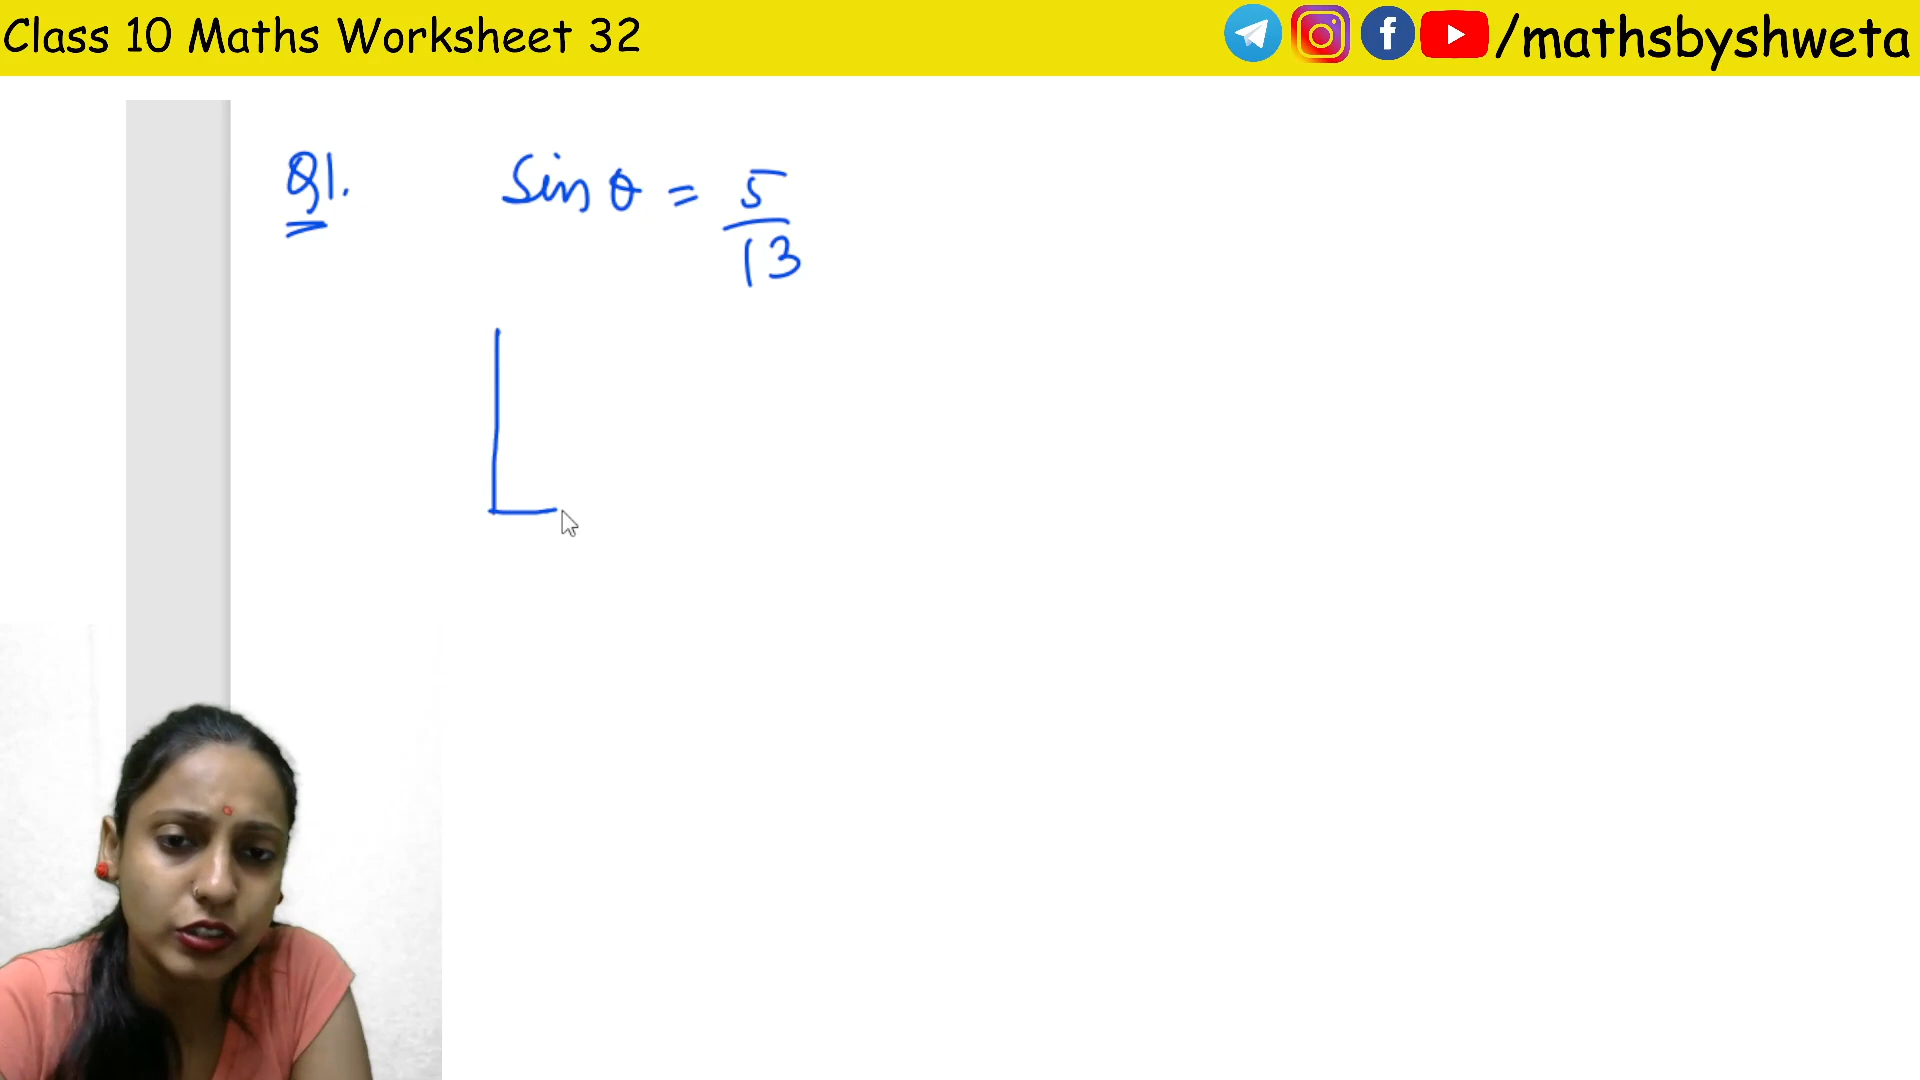 Class 10 Maths Worksheet 32
/mathsbyshweta
Q1. Sin θ = 5
13